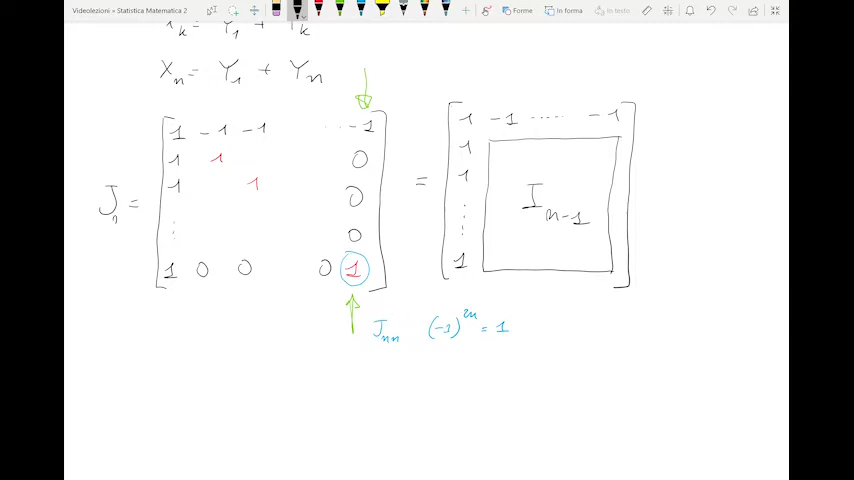 Videolezioni » Statistica Matematica 2
Forme
In forma
In testo
X_k = Y_1 + Y_k
X_n = Y_1 + Y_n
1 -1 -1 ... -1
1 1 0
1 1 0
⋮ 0
1 0 0 0 1
J_n =
=
1 -1 ..... -1
1
1
⋮
1
I_{n-1}
J_{nn} (-1)^{2n} = 1